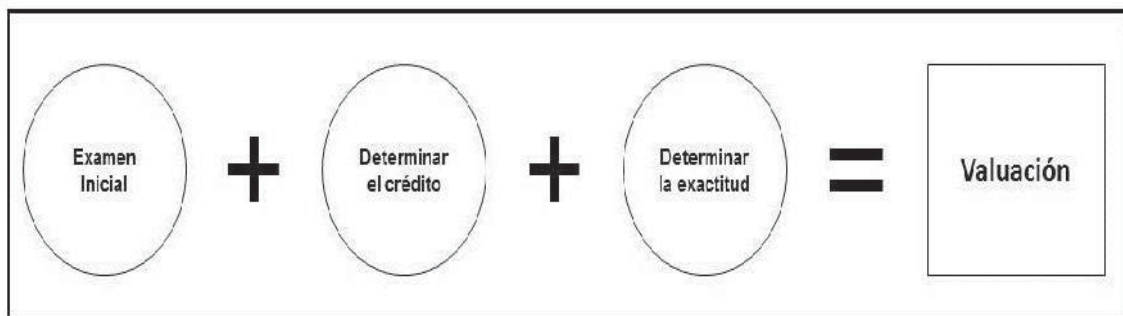 Examen
Inicial
+
Determinar
el crédito
+
Determinar
la exactitud
=
Valuación